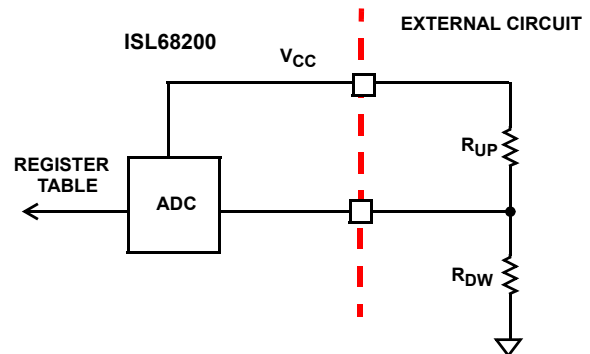 EXTERNAL CIRCUIT
ISL68200
VCC
RUP
REGISTER
TABLE
ADC
RDW